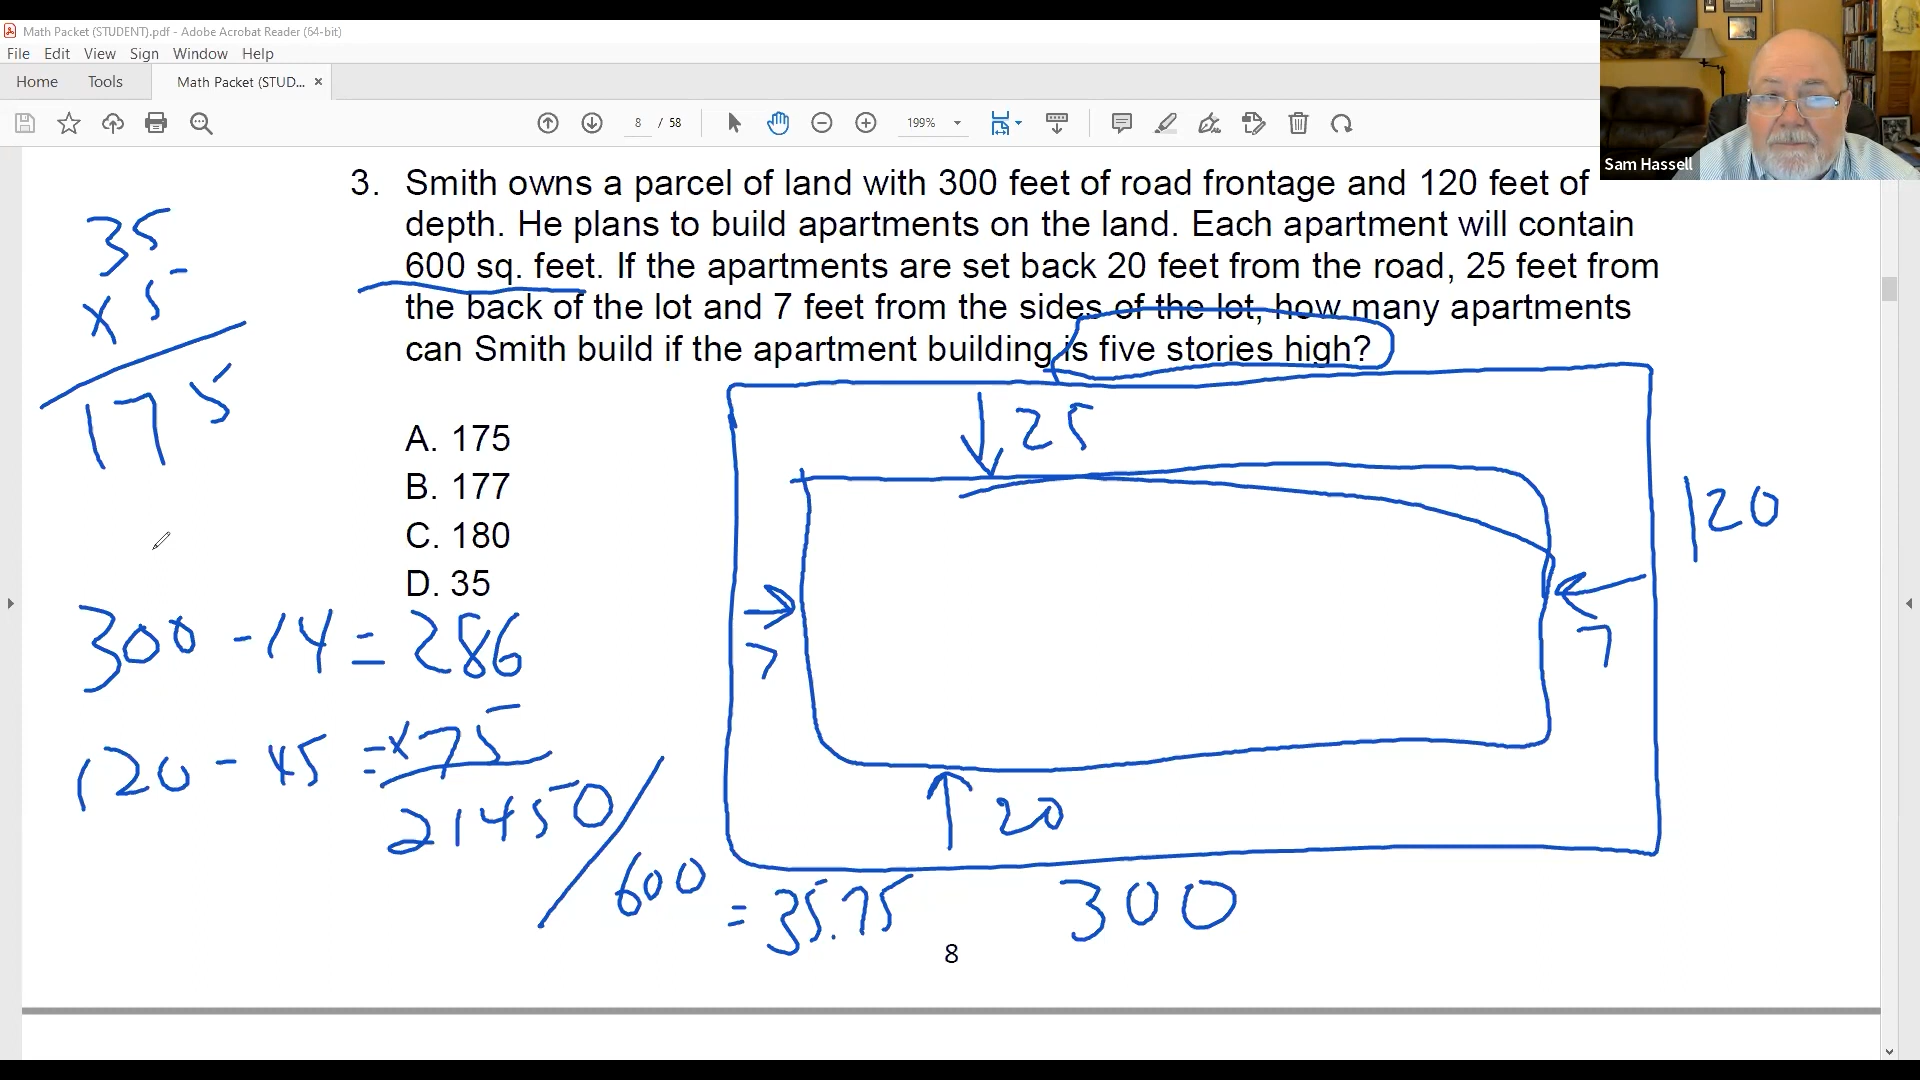 Math Packet (STUDENT).pdf - Adobe Acrobat Reader (64-bit)
File Edit View Sign Window Help
Home Tools Math Packet (STUD... ×
8 / 58 199%
Sam Hassell
3. Smith owns a parcel of land with 300 feet of road frontage and 120 feet of
depth. He plans to build apartments on the land. Each apartment will contain
600 sq. feet. If the apartments are set back 20 feet from the road, 25 feet from
the back of the lot and 7 feet from the sides of the lot, how many apartments
can Smith build if the apartment building is five stories high?
35
x 5
175
A. 175
B. 177
C. 180
D. 35
25
120
7
7
20
300
300 - 14 = 286
120 - 45 = x 75
21450 / 600 = 35.75
8